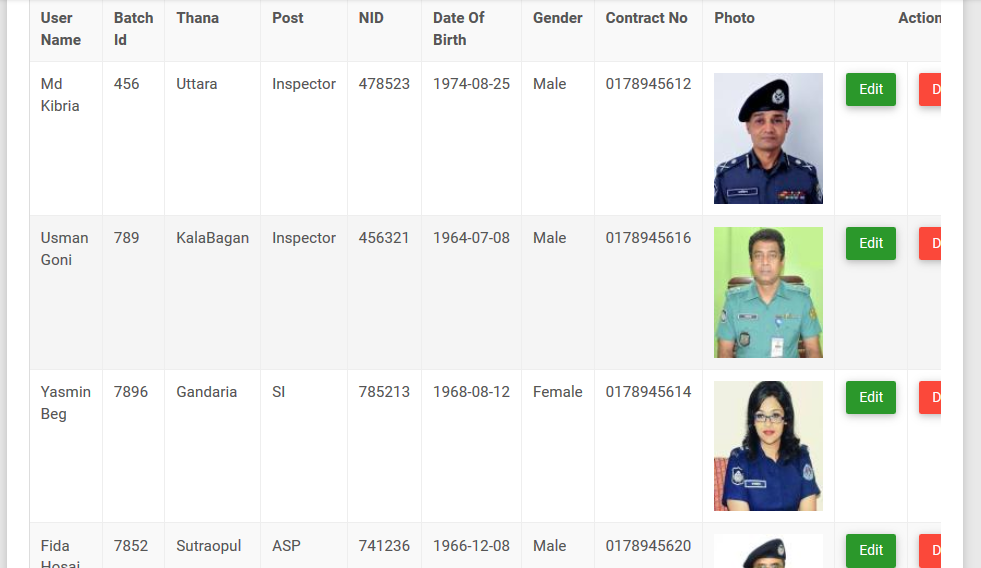 User Name Batch Id Thana Post NID Date Of Birth Gender Contract No Photo Action
Md Kibria 456 Uttara Inspector 478523 1974-08-25 Male 0178945612 Edit D
Usman Goni 789 KalaBagan Inspector 456321 1964-07-08 Male 0178945616 Edit D
Yasmin Beg 7896 Gandaria SI 785213 1968-08-12 Female 0178945614 Edit D
Fida Hosai 7852 Sutraopul ASP 741236 1966-12-08 Male 0178945620 Edit D